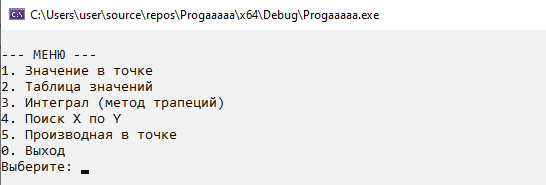 C:\Users\user\source\repos\Progaaaaa\x64\Debug\Progaaaaa.exe
--- МЕНЮ ---
1. Значение в точке
2. Таблица значений
3. Интеграл (метод трапеций)
4. Поиск X по Y
5. Производная в точке
0. Выход
Выберите: